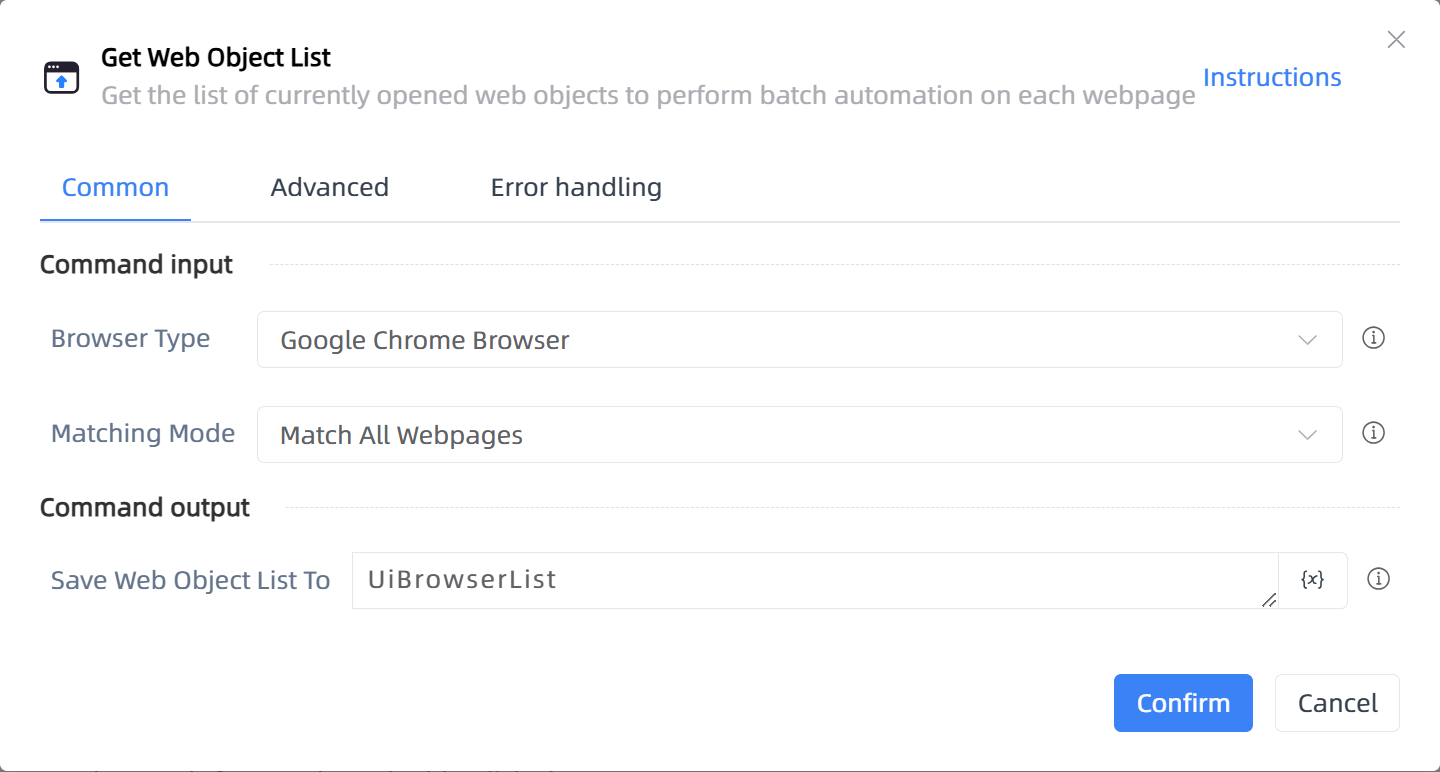 Get Web Object List
Get the list of currently opened web objects to perform batch automation on each webpage
Instructions
Common
Advanced
Error handling
Command input
Browser Type
Google Chrome Browser
Matching Mode
Match All Webpages
Command output
Save Web Object List To
UiBrowserList
{x}
Confirm
Cancel